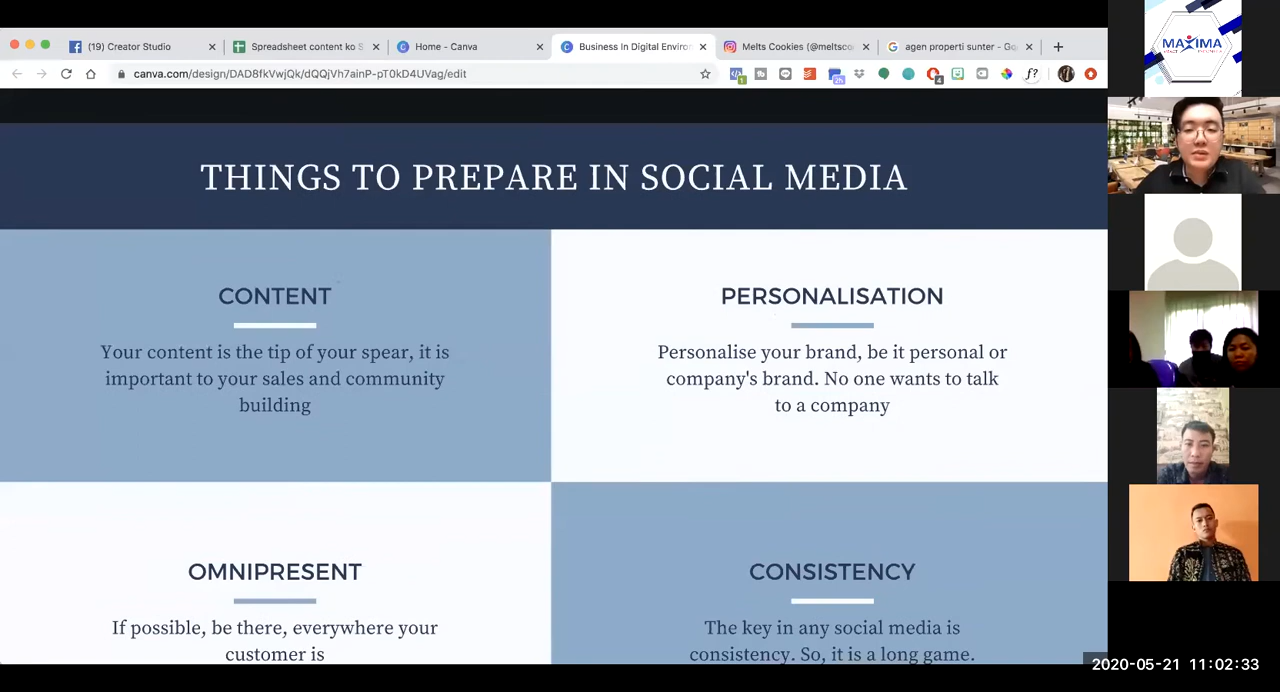 (19) Creator Studio
Spreadsheet content ko S
Home - Canva
Business In Digital Environ
Melts Cookies (@meltsco
agen properti sunter - Go
canva.com/design/DAD8fkVwjQk/dQQjVh7ainP-pT0kD4UVag/edit
THINGS TO PREPARE IN SOCIAL MEDIA
CONTENT
Your content is the tip of your spear, it is
important to your sales and community
building
PERSONALISATION
Personalise your brand, be it personal or
company's brand. No one wants to talk
to a company
OMNIPRESENT
If possible, be there, everywhere your
customer is
CONSISTENCY
The key in any social media is
consistency. So, it is a long game.
MAXIMA
2020-05-21 11:02:33